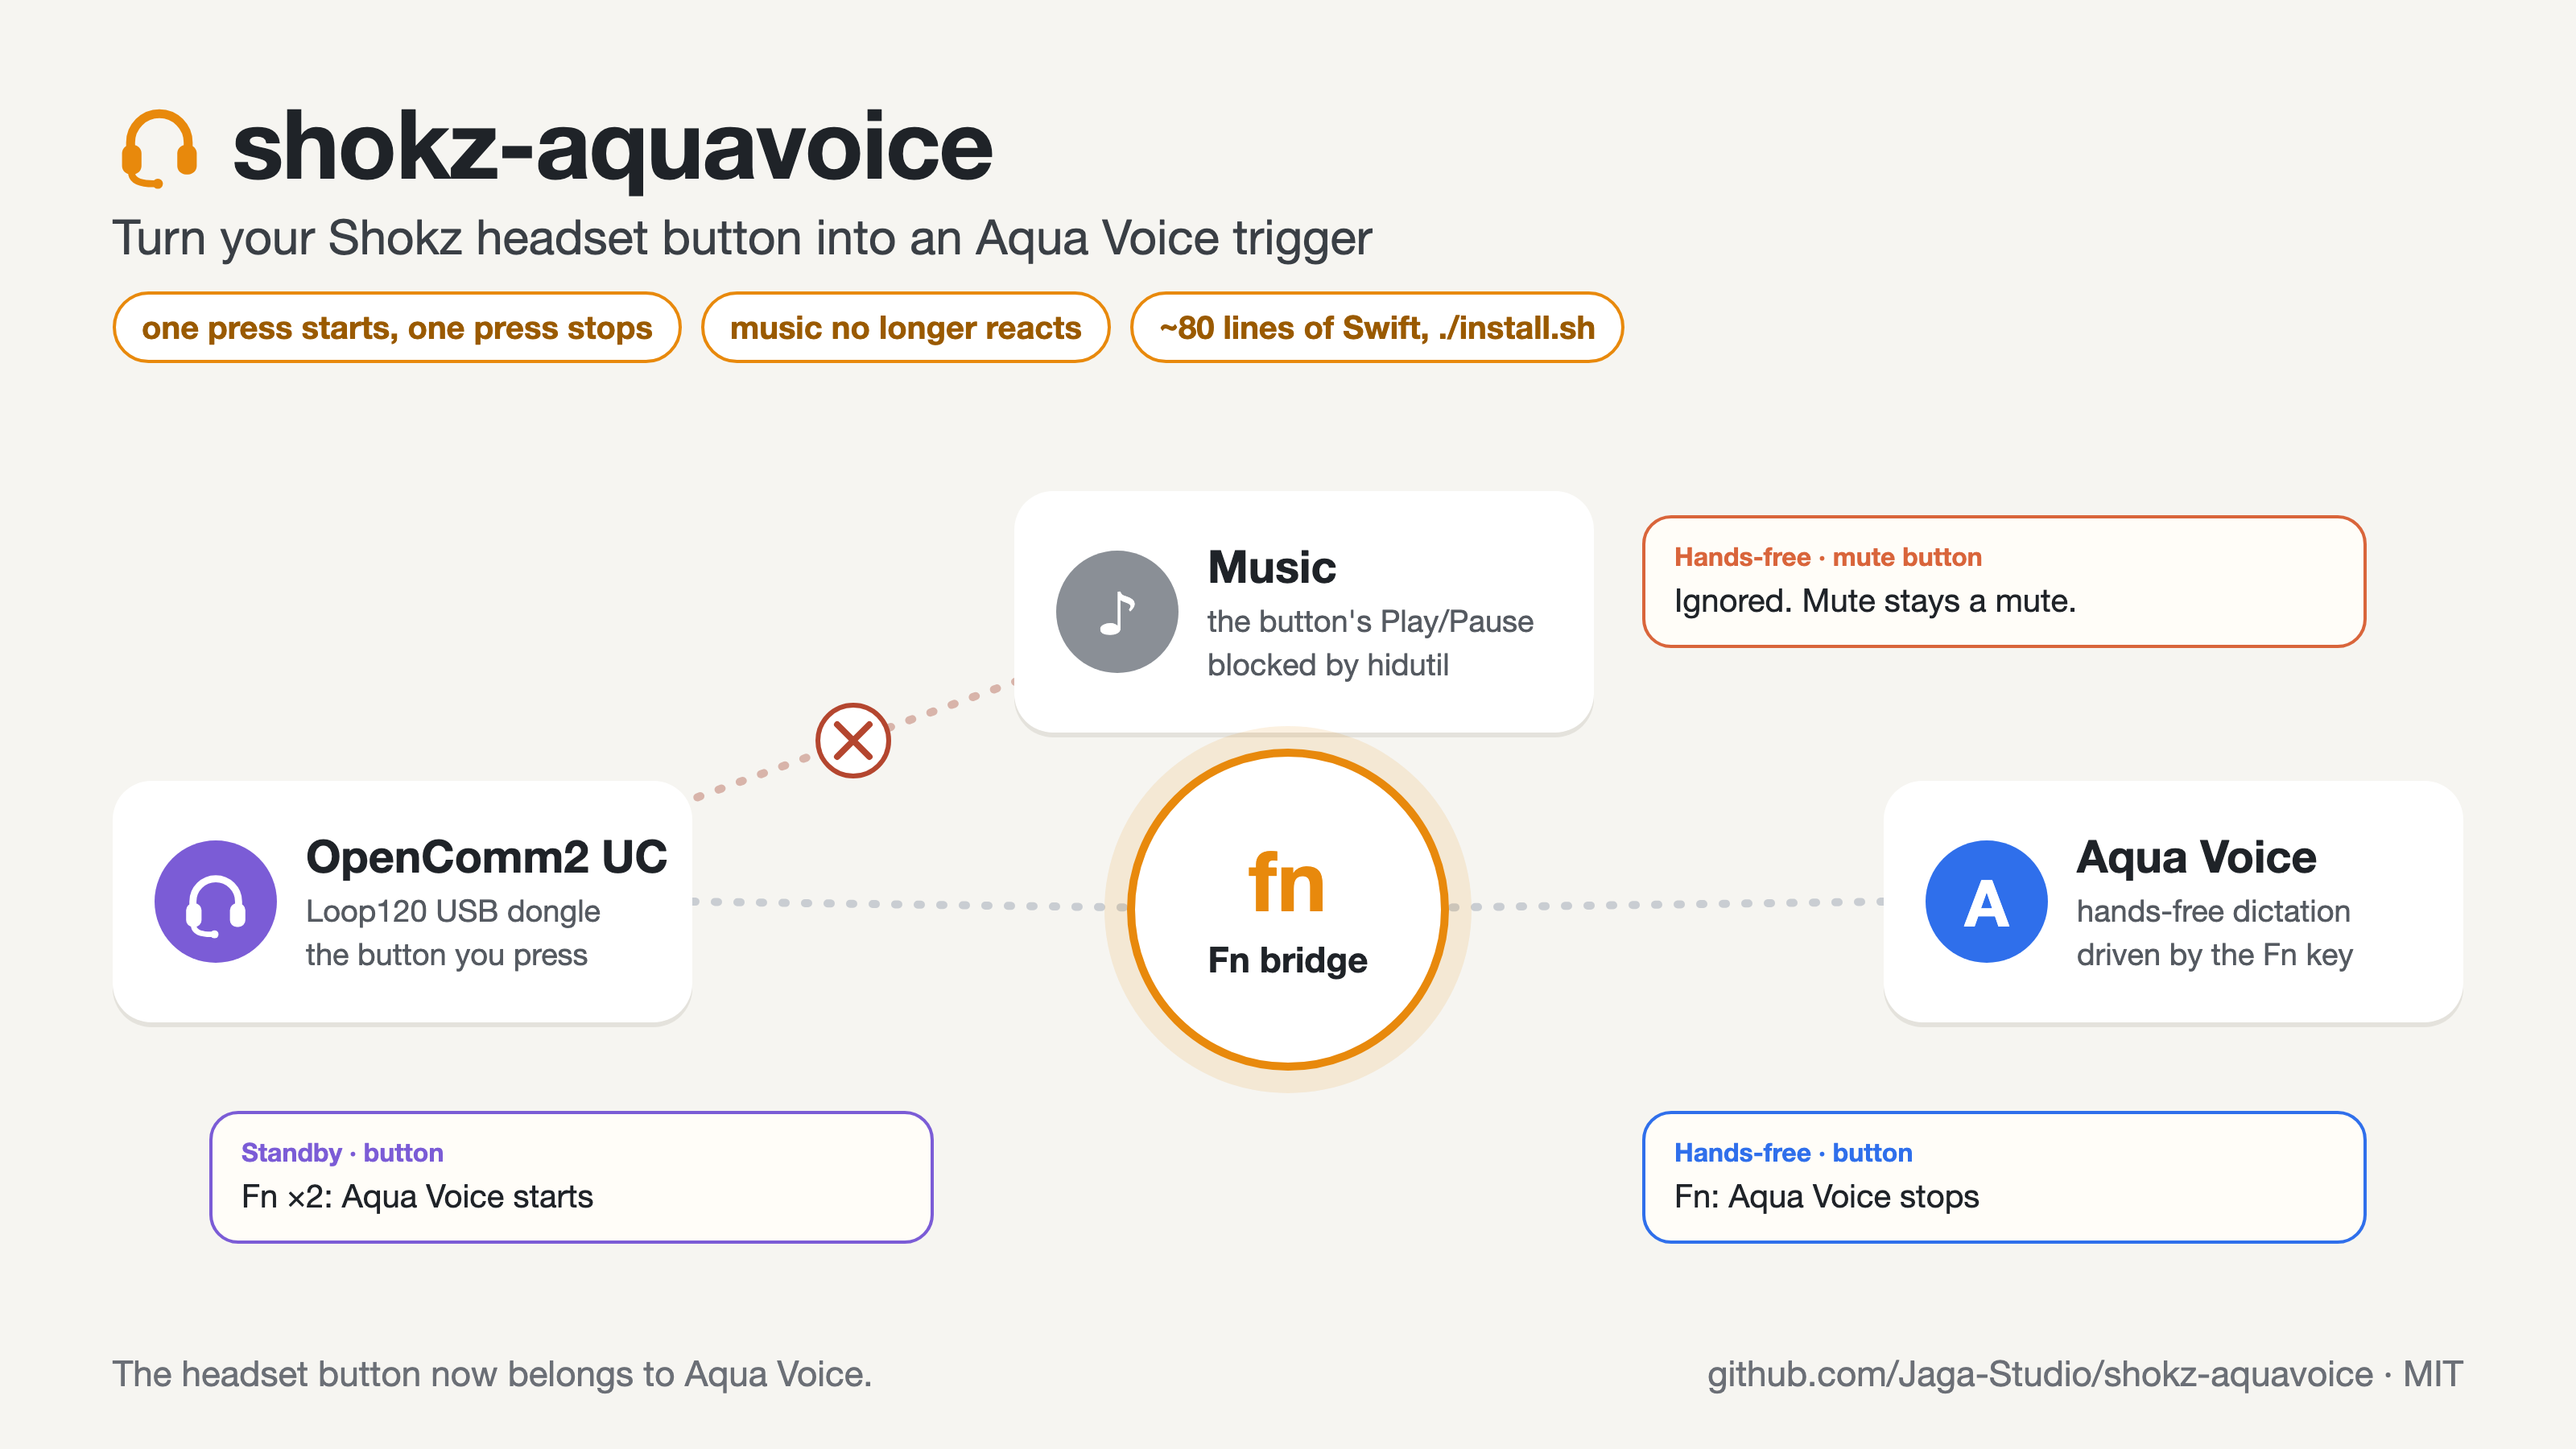 shokz-aquavoice
Turn your Shokz headset button into an Aqua Voice trigger
one press starts, one press stops
music no longer reacts
~80 lines of Swift, ./install.sh
Music
the button's Play/Pause
blocked by hidutil
Hands-free · mute button
Ignored. Mute stays a mute.
OpenComm2 UC
Loop120 USB dongle
the button you press
fn
Fn bridge
A
Aqua Voice
hands-free dictation
driven by the Fn key
Standby · button
Fn ×2: Aqua Voice starts
Hands-free · button
Fn: Aqua Voice stops
The headset button now belongs to Aqua Voice.
github.com/Jaga-Studio/shokz-aquavoice · MIT